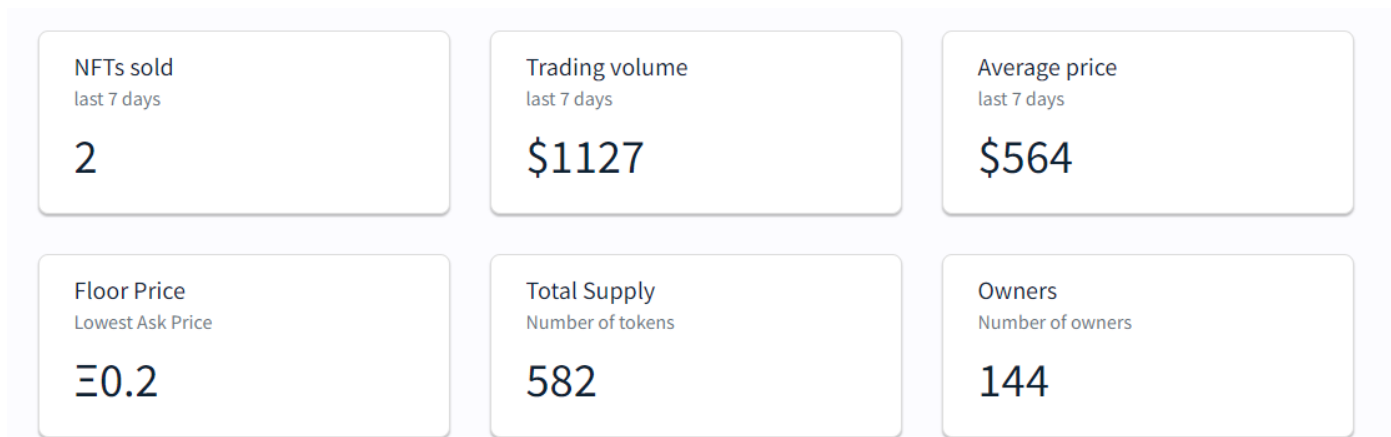 NFTs sold
last 7 days
2
Trading volume
last 7 days
$1127
Average price
last 7 days
$564
Floor Price
Lowest Ask Price
Ξ0.2
Total Supply
Number of tokens
582
Owners
Number of owners
144